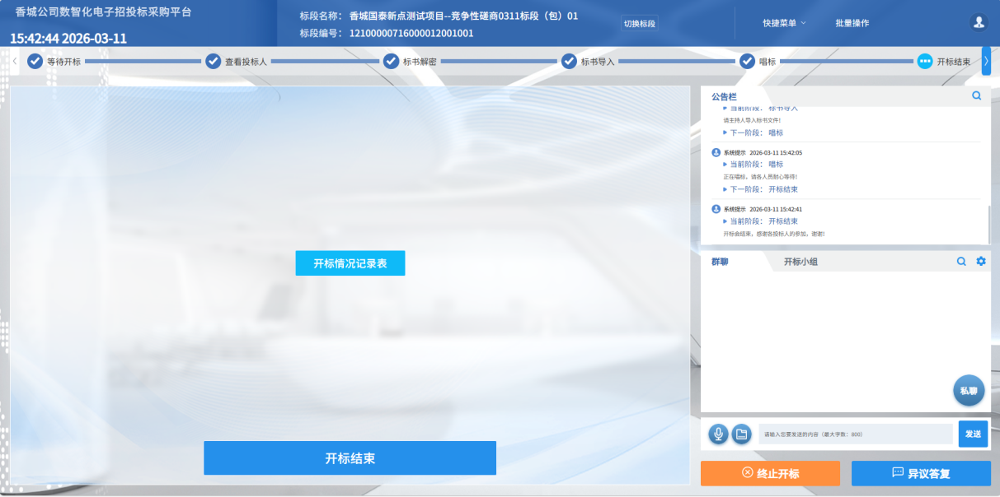 香城公司数智化电子招投标采购平台
15:42:44 2026-03-11
标段名称： 香城国泰新点测试项目--竞争性磋商0311标段（包）01
标段编号： 12100000716000012001001
切换标段
快捷菜单
批量操作
等待开标
查看投标人
标书解密
标书导入
唱标
开标结束
开标情况记录表
开标结束
公告栏
当前阶段： 标书导入
请主持人导入标书文件!
下一阶段： 唱标
系统提示 2026-03-11 15:42:05
当前阶段： 唱标
正在唱标，请各人员耐心等待!
下一阶段： 开标结束
系统提示 2026-03-11 15:42:41
当前阶段： 开标结束
开标会结束，感谢各投标人的参加，谢谢!
群聊
开标小组
私聊
请输入您要发送的内容（最大字数：800）
发送
终止开标
异议答复